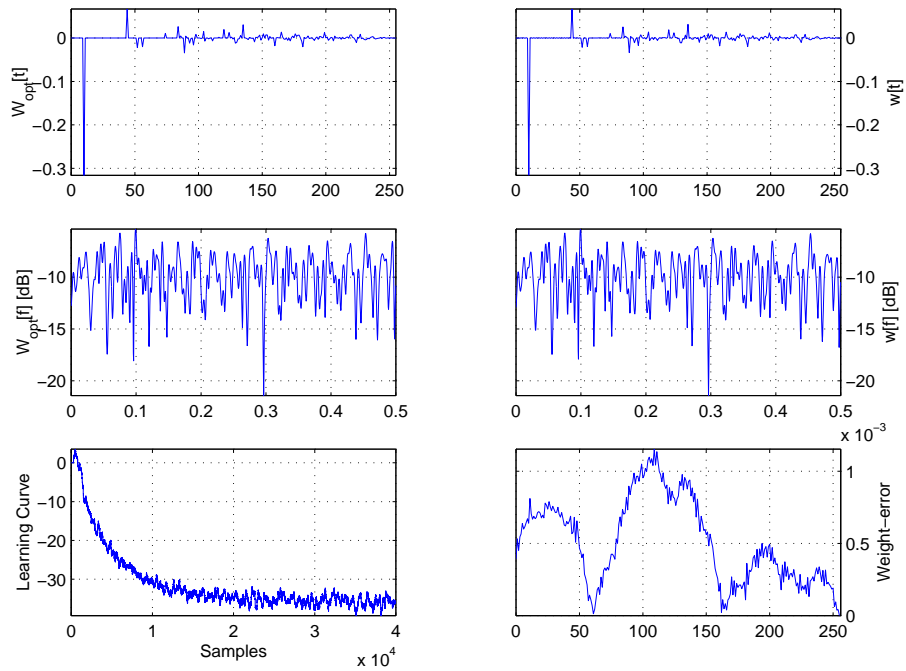 0
−0.1
−0.2
−0.3
W_opt[t]
0 50 100 150 200 250
0
−0.1
−0.2
−0.3
w[t]
0 50 100 150 200 250
−10
−15
−20
W_opt[f] [dB]
0 0.1 0.2 0.3 0.4 0.5
−10
−15
−20
w[f] [dB]
0 0.1 0.2 0.3 0.4 0.5
0
−10
−20
−30
Learning Curve
0 1 2 3 4
x 10^4
Samples
x 10^−3
1
0.5
0
Weight−error
0 50 100 150 200 250